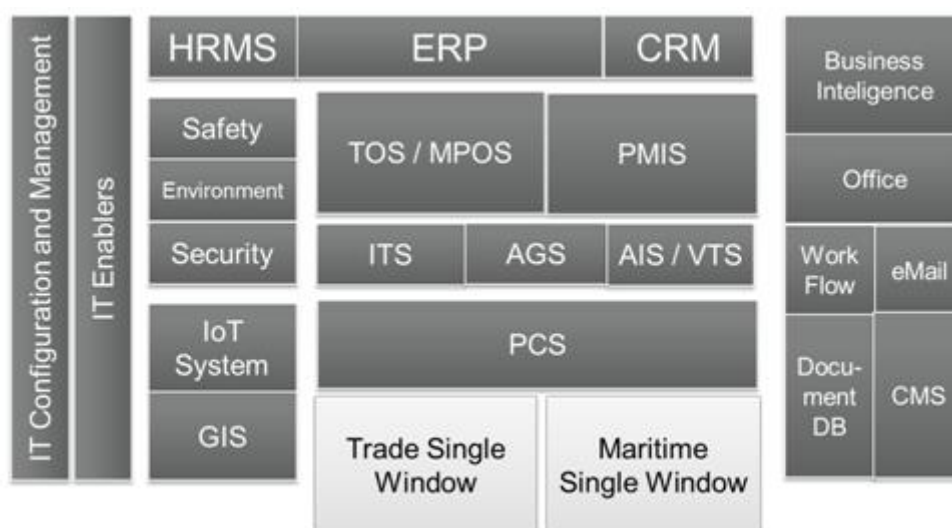 IT Configuration and Management
IT Enablers
HRMS
ERP
CRM
Safety
Environment
Security
IoT
System
GIS
TOS / MPOS
PMIS
ITS
AGS
AIS / VTS
PCS
Trade Single
Window
Maritime
Single Window
Business
Inteligence
Office
Work
Flow
eMail
Docu-
ment
DB
CMS